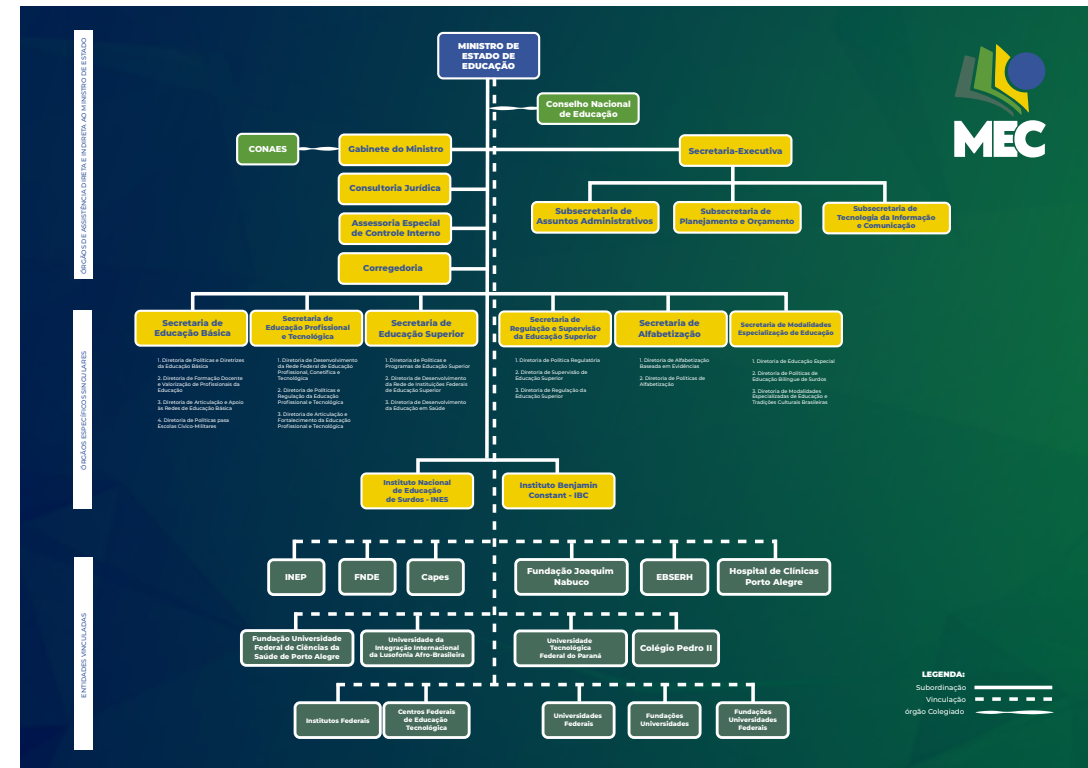 ÓRGÃOS DE ASSISTÊNCIA DIRETA E INDIRETA AO MINISTRO DE ESTADO
MINISTRO DE
ESTADO DE
EDUCAÇÃO
MEC
Conselho Nacional
de Educação
CONAES
Gabinete do Ministro
Secretaria-Executiva
Consultoria Jurídica
Subsecretaria de
Assuntos Administrativos
Subsecretaria de
Planejamento e Orçamento
Subsecretaria de
Tecnologia da Informação
e Comunicação
Assessoria Especial
de Controle Interno
Corregedoria
ÓRGÃOS ESPECÍFICOS SINGULARES
Secretaria de
Educação Básica
1. Diretoria de Políticas e Diretrizes
da Educação Básica
2. Diretoria de Formação Docente
e Valorização de Profissionais da
Educação
3. Diretoria de Articulação e Apoio
às Redes de Educação Básica
4. Diretoria de Políticas para
Escolas Cívico-Militares
Secretaria de
Educação Profissional
e Tecnológica
1. Diretoria de Desenvolvimento
da Rede Federal de Educação
Profissional, Científica e
Tecnológica
2. Diretoria de Políticas e
Regulação da Educação
Profissional e Tecnológica
3. Diretoria de Articulação e
Fortalecimento da Educação
Profissional e Tecnológica
Secretaria de
Educação Superior
1. Diretoria de Políticas e
Programas de Educação Superior
2. Diretoria de Desenvolvimento
da Rede de Instituições Federais
de Educação Superior
3. Diretoria de Desenvolvimento
da Educação em Saúde
Secretaria de
Regulação e Supervisão
da Educação Superior
1. Diretoria de Política Regulatória
2. Diretoria de Supervisão de
Educação Superior
3. Diretoria de Regulação da
Educação Superior
Secretaria de
Alfabetização
1. Diretoria de Alfabetização
Baseada em Evidências
2. Diretoria de Políticas de
Alfabetização
Secretaria de Modalidades
Especialização de Educação
1. Diretoria de Educação Especial
2. Diretoria de Políticas de
Educação Bilíngue de Surdos
3. Diretoria de Modalidades
Especializadas de Educação e
Tradições Culturais Brasileiras
Instituto Nacional
de Educação
de Surdos - INES
Instituto Benjamin
Constant - IBC
ENTIDADES VINCULADAS
INEP
FNDE
Capes
Fundação Joaquim
Nabuco
EBSERH
Hospital de Clínicas
Porto Alegre
Fundação Universidade
Federal de Ciências da
Saúde de Porto Alegre
Universidade da
Integração Internacional
da Lusofonia Afro-Brasileira
Universidade
Tecnológica
Federal do Paraná
Colégio Pedro II
Institutos Federais
Centros Federais
de Educação
Tecnológica
Universidades
Federais
Fundações
Universidades
Fundações
Universidades
Federais
LEGENDA:
Subordinação
Vinculação
órgão Colegiado